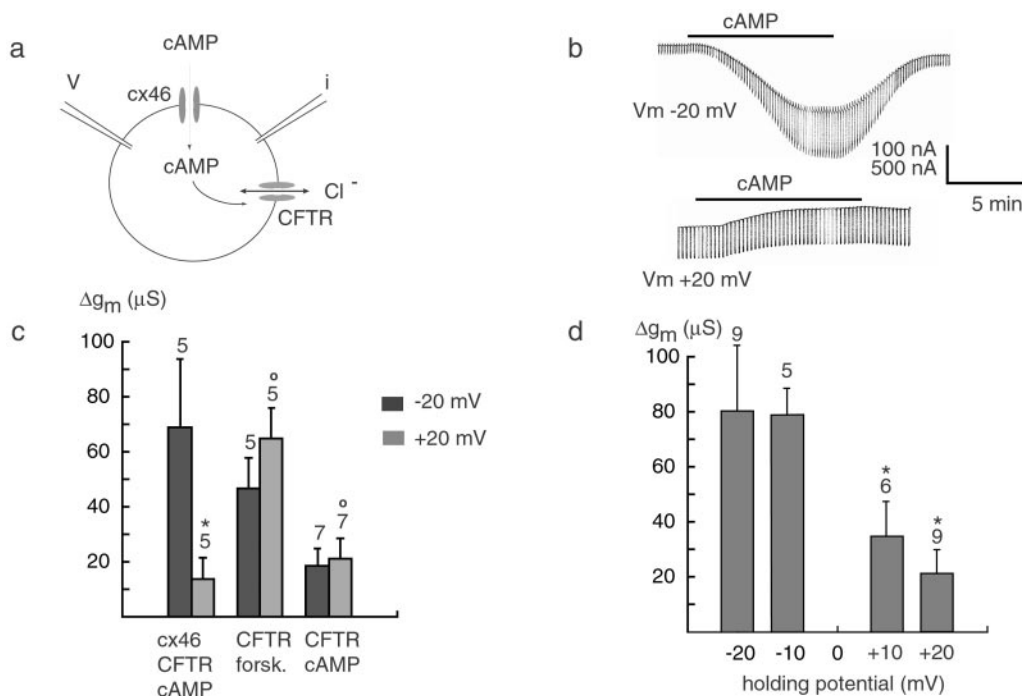 a
cAMP
V
cx46
i
cAMP
Cl -
CFTR
b
cAMP
Vm -20 mV
100 nA
500 nA
cAMP
5 min
Vm +20 mV
c
Δgm (μS)
100
80
60
40
20
5
*
5
5
o
5
7
o
7
-20 mV
+20 mV
cx46
CFTR
cAMP
CFTR
forsk.
CFTR
cAMP
d
Δgm (μS)
100
80
60
40
20
9
5
*
6
*
9
-20 -10 0 +10 +20
holding potential (mV)